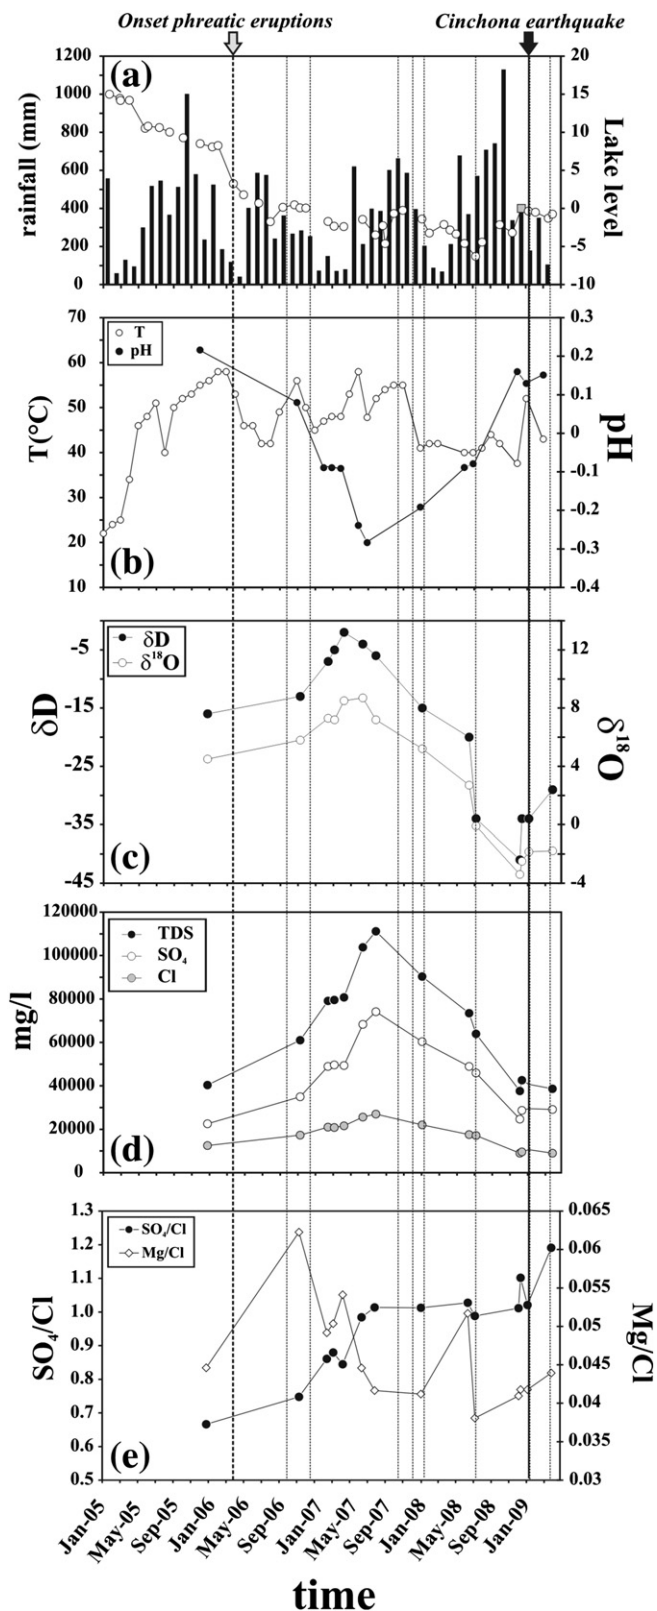 Onset phreatic eruptions Cinchona earthquake
(a)
rainfall (mm)
1200
1000
800
600
400
200
0
Lake level
20
15
10
5
0
-5
-10
(b)
T
pH
T(°C)
70
60
50
40
30
20
10
pH
0.3
0.2
0.1
0
-0.1
-0.2
-0.3
-0.4
(c)
δD
δ¹⁸O
δD
-5
-15
-25
-35
-45
δ¹⁸O
12
8
4
0
-4
(d)
TDS
SO₄
Cl
mg/l
120000
100000
80000
60000
40000
20000
0
(e)
SO₄/Cl
Mg/Cl
SO₄/Cl
1.3
1.2
1.1
1.0
0.9
0.8
0.7
0.6
0.5
Mg/Cl
0.065
0.06
0.055
0.05
0.045
0.04
0.035
0.03
Jan-05
May-05
Sep-05
Jan-06
May-06
Sep-06
Jan-07
May-07
Sep-07
Jan-08
May-08
Sep-08
Jan-09
time